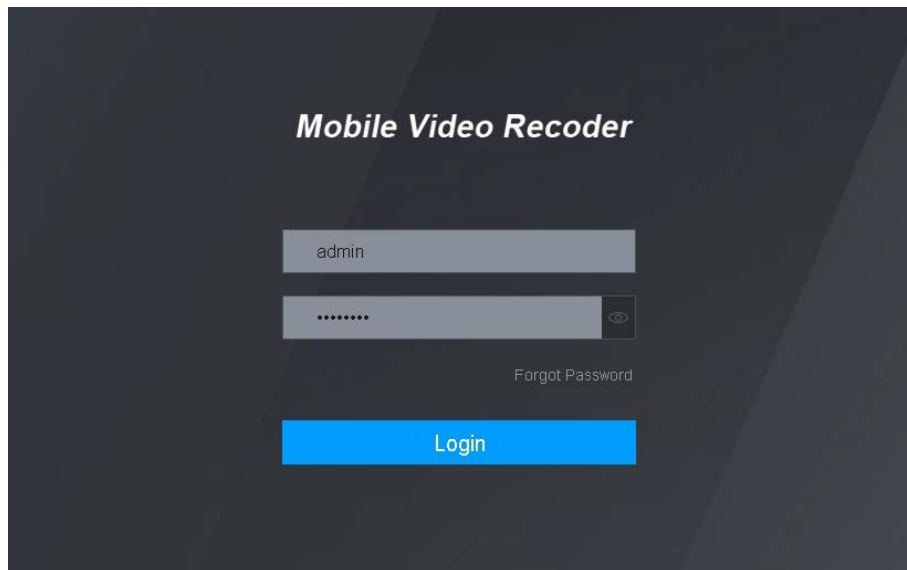 Mobile Video Recoder
admin
••••••••
Forgot Password
Login